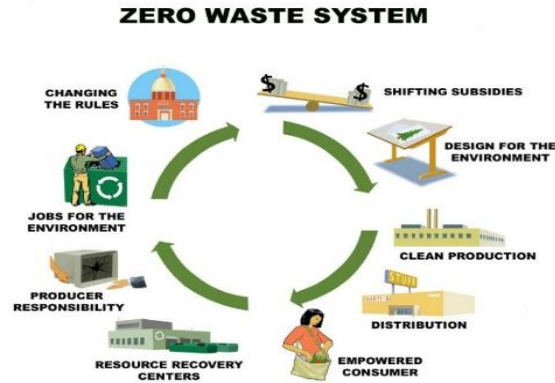 ZERO WASTE SYSTEM
CHANGING
THE RULES
$ $
SHIFTING SUBSIDIES
DESIGN FOR THE
ENVIRONMENT
JOBS FOR THE
ENVIRONMENT
CLEAN PRODUCTION
STUFF
DISTRIBUTION
PRODUCER
RESPONSIBILITY
RESOURCE RECOVERY
CENTERS
EMPOWERED
CONSUMER